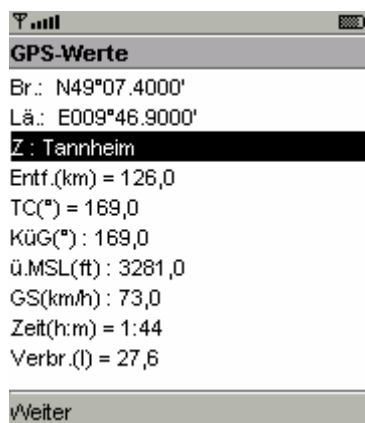 GPS-Werte
Br.: N49°07.4000'
Lä.: E009°46.9000'
Z : Tannheim
Entf.(km) = 126,0
TC(°) = 169,0
KüG(°) : 169,0
ü.MSL(ft) : 3281,0
GS(km/h) : 73,0
Zeit(h:m) = 1:44
Verbr.(l) = 27,6
Weiter